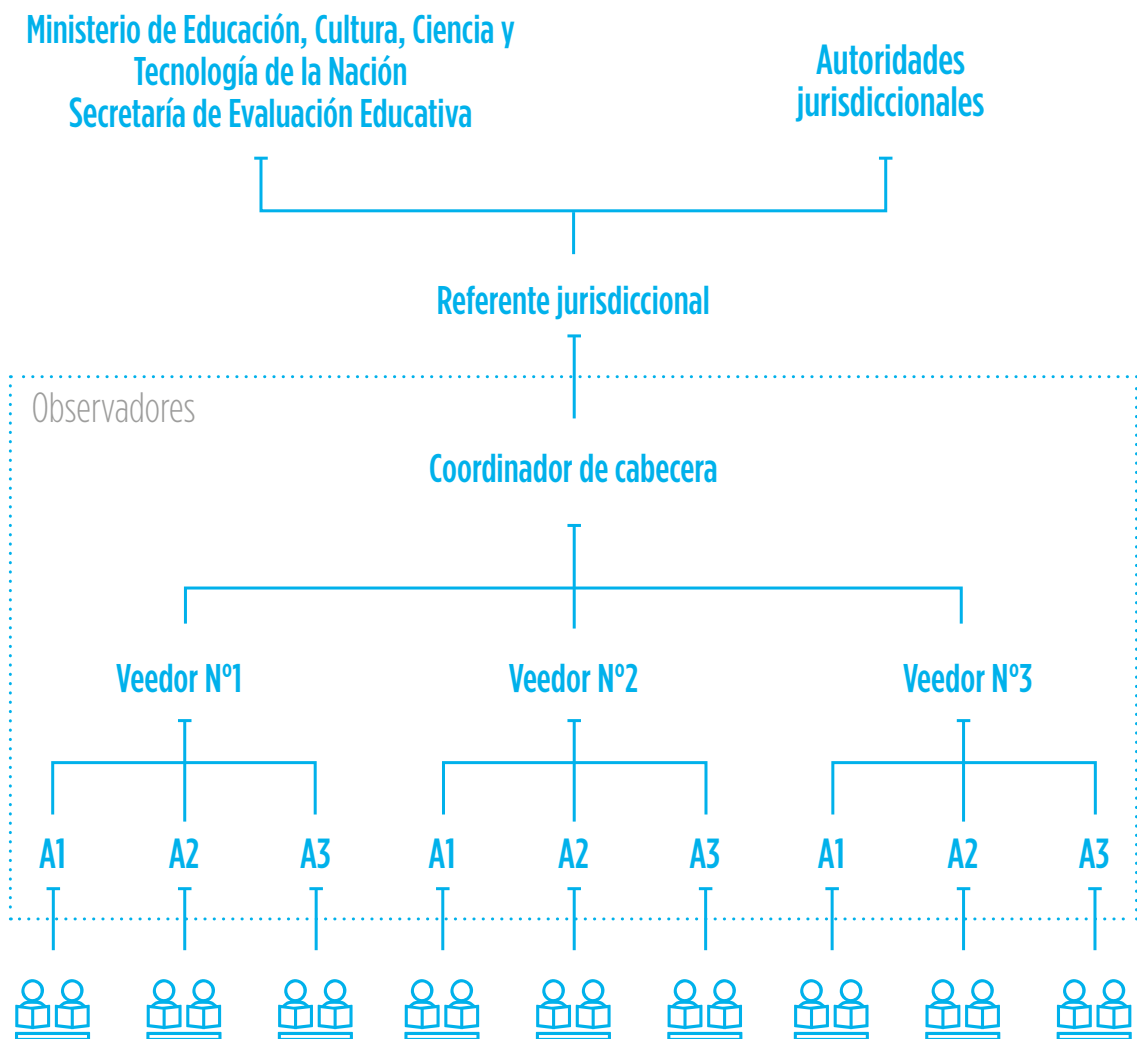 Ministerio de Educación, Cultura, Ciencia y
Tecnología de la Nación
Secretaría de Evaluación Educativa
Autoridades
jurisdiccionales
Referente jurisdiccional
Observadores
Coordinador de cabecera
Veedor Nº1
Veedor Nº2
Veedor Nº3
A1
A2
A3
A1
A2
A3
A1
A2
A3